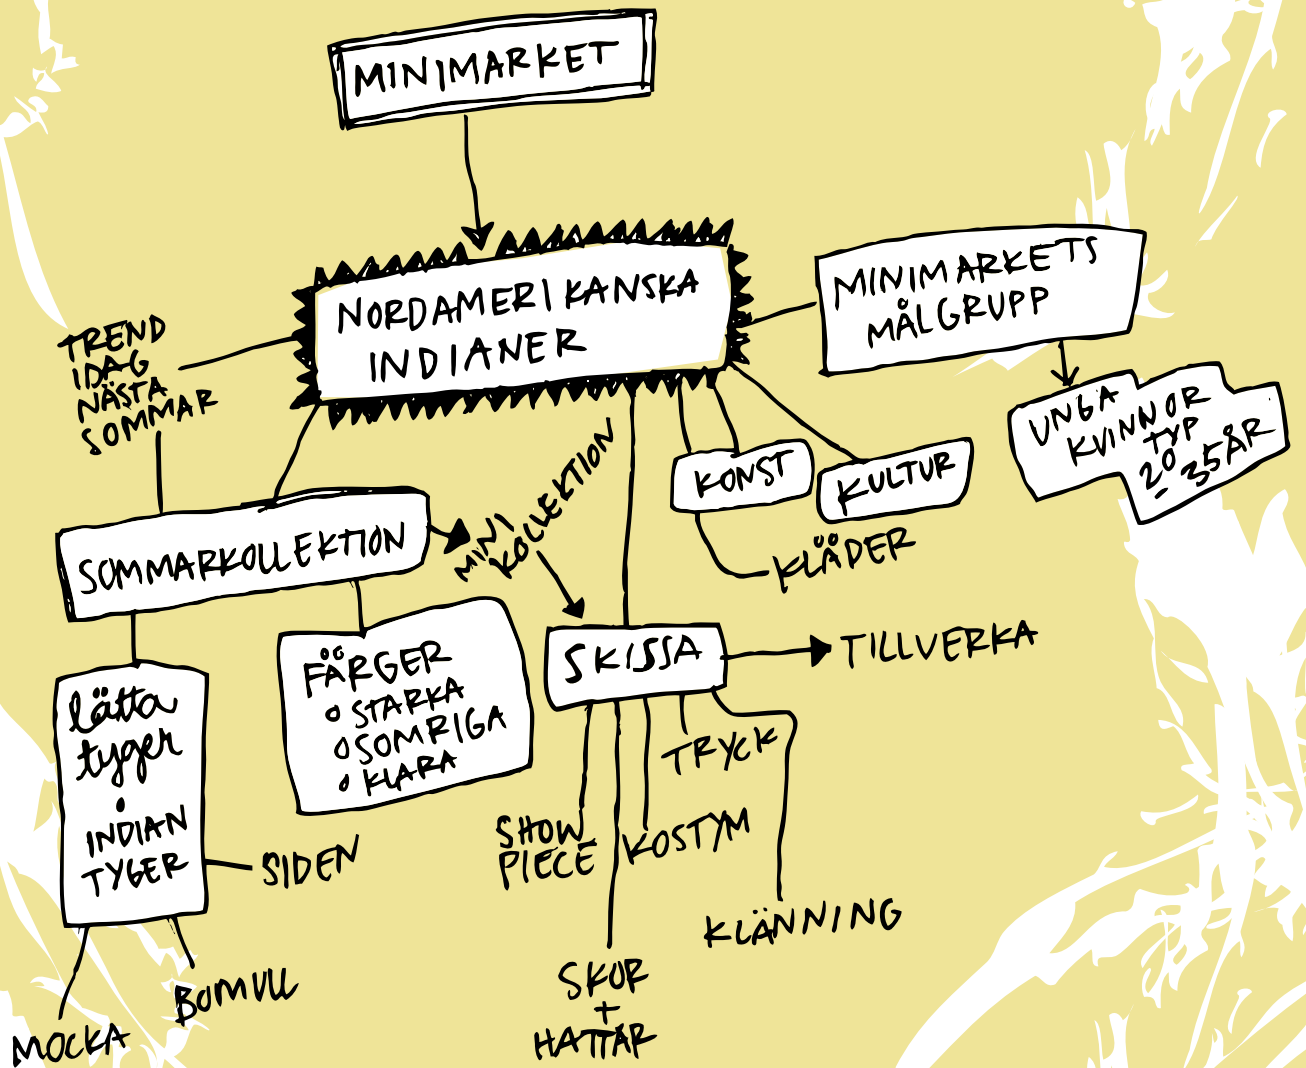 MINIMARKET
NORDAMERIKANSKA
INDIANER
MINIMARKETS
MÅLGRUPP
UNGA
KVINNOR
TYP
20
- 35 ÅR
TREND
IDAG
NÄSTA
SOMMAR
SOMMARKOLLEKTION
MINI
KOLLEKTION
KONST
KULTUR
KLÄDER
SKISSA
TILLVERKA
FÄRGER
o STARKA
o SOMRIGA
o KLARA
lätta
tyger
•
INDIAN
TYGER
SIDEN
MOCKA
BOMULL
TRYCK
SHOW
PIECE
KOSTYM
KLÄNNING
SKOR
+
HATTAR